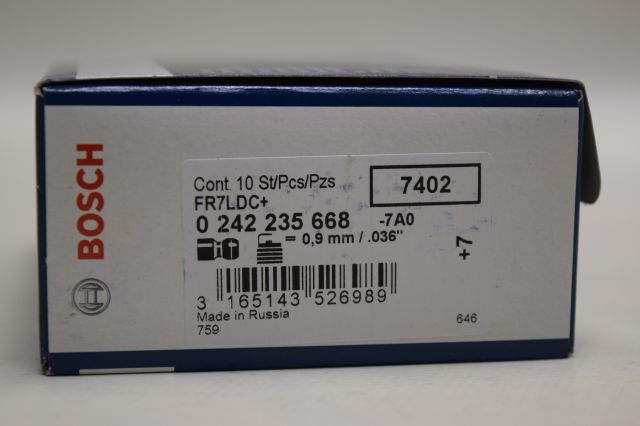 BOSCH
Cont. 10 St/Pcs/Pzs
7402
FR7LDC+
0 242 235 668 -7A0
= 0,9 mm / .036"
+7
3 165143 526989
Made in Russia
759
646